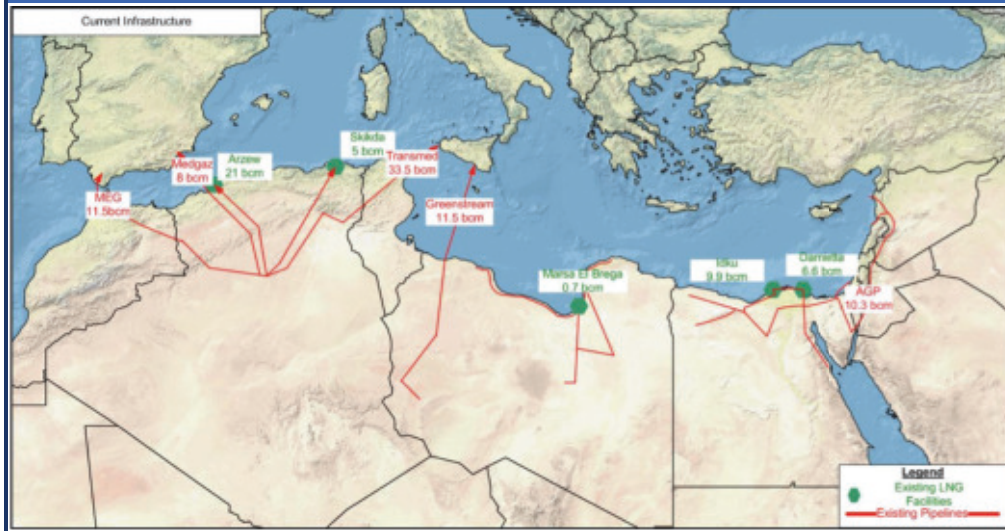 Current Infrastructure
Skikda
5 bcm
Medgaz
8 bcm
Arzew
21 bcm
Transmed
33.5 bcm
MEG
11.5bcm
Greenstream
11.5 bcm
Marsa El Brega
0.7 bcm
Idku
9.9 bcm
Damietta
6.6 bcm
AGP
10.3 bcm
Legend
Existing LNG
Facilities
Existing Pipelines